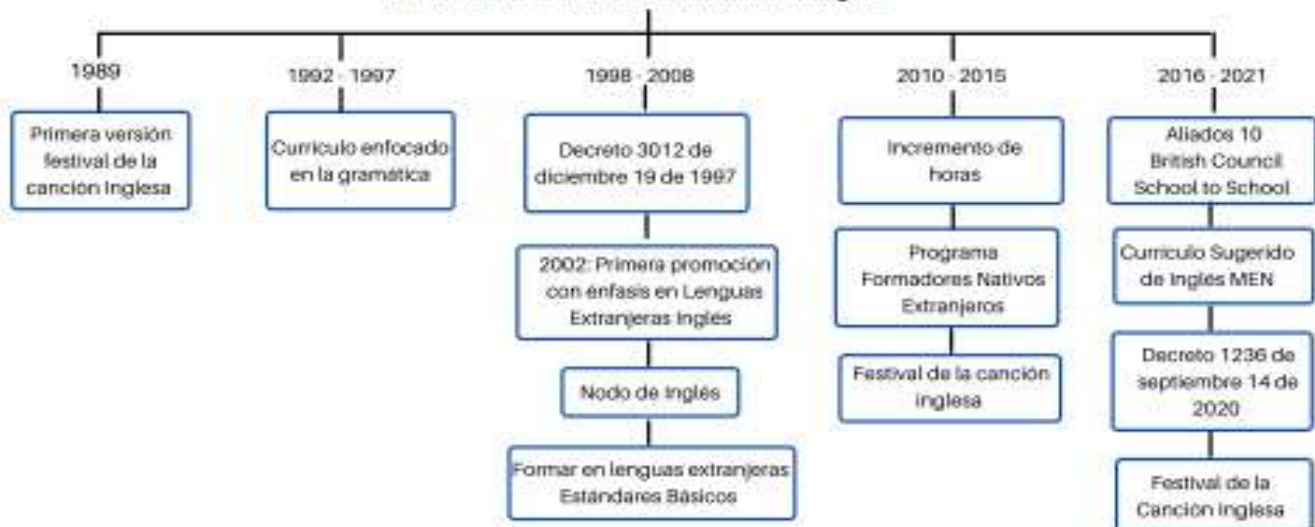 1989
Primera versión
festival de la
canción Inglesa
1992 - 1997
Curriculo enfocado
en la gramática
1998 - 2008
Decreto 3012 de
diciembre 19 de 1997
2002: Primera promoción
con énfasis en Lenguas
Extranjeras Inglés
Nodo de Inglés
Formar en lenguas extranjeras
Estándares Básicos
2010 - 2015
Incremento de
horas
Programa
Formadores Nativos
Extranjeros
Festival de la canción
inglesa
2016 - 2021
Aliados 10
British Council
School to School
Curriculo Sugerido
de Inglés MEN
Decreto 1236 de
septiembre 14 de
2020
Festival de la
Canción Inglesa